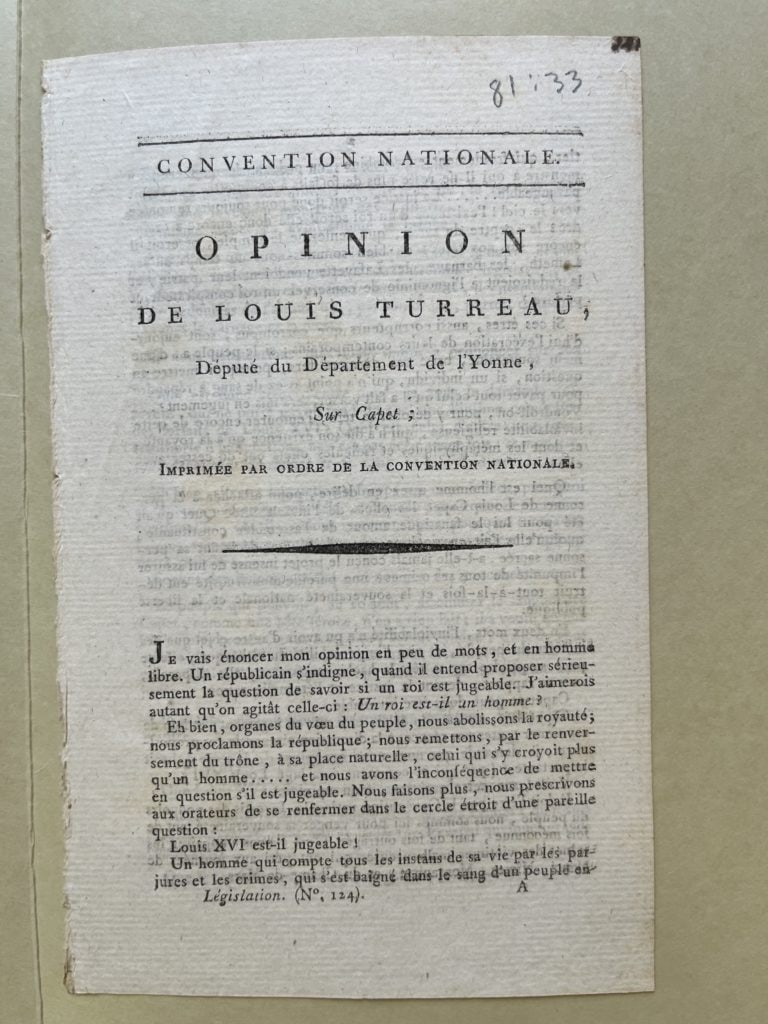 81:33
CONVENTION NATIONALE.
OPINION
DE LOUIS TURREAU,
Député du Département de l'Yonne,
Sur Capet ;
IMPRIMÉE PAR ORDRE DE LA CONVENTION NATIONALE.
JE vais énoncer mon opinion en peu de mots, et en homme
libre. Un républicain s'indigne, quand il entend proposer sérieu-
sement la question de savoir si un roi est jugeable. J'aimerois
autant qu'on agitât celle-ci : Un roi est-il un homme ?
Eh bien, organes du vœu du peuple, nous abolissons la royauté;
nous proclamons la république ; nous remettons, par le renver-
sement du trône, à sa place naturelle, celui qui s'y croyoit plus
qu'un homme..... et nous avons l'inconséquence de mettre
en question s'il est jugeable. Nous faisons plus, nous prescrivons
aux orateurs de se renfermer dans le cercle étroit d'une pareille
question :
Louis XVI est-il jugeable !
Un homme qui compte tous les instans de sa vie par les par-
jures et les crimes, qui s'est baigné dans le sang d'un peuple en-
Législation. (N°. 124). A